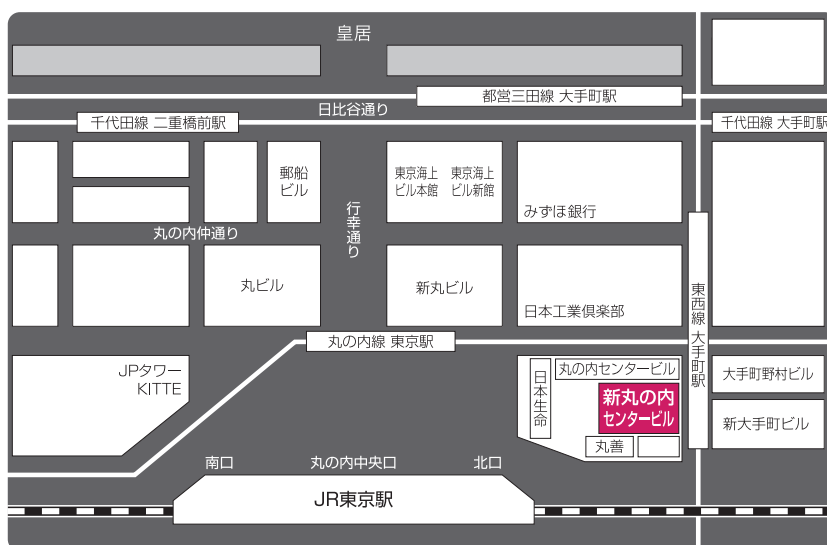 皇居
都営三田線 大手町駅
日比谷通り
千代田線 二重橋前駅
千代田線 大手町駅
郵船
ビル
東京海上
ビル本館
東京海上
ビル新館
みずほ銀行
行幸通り
丸の内仲通り
丸ビル
新丸ビル
日本工業倶楽部
東西線 大手町駅
丸の内線 東京駅
JPタワー
KITTE
日本生命
丸の内センタービル
新丸の内
センタービル
丸善
大手町野村ビル
新大手町ビル
南口
丸の内中央口
北口
JR東京駅